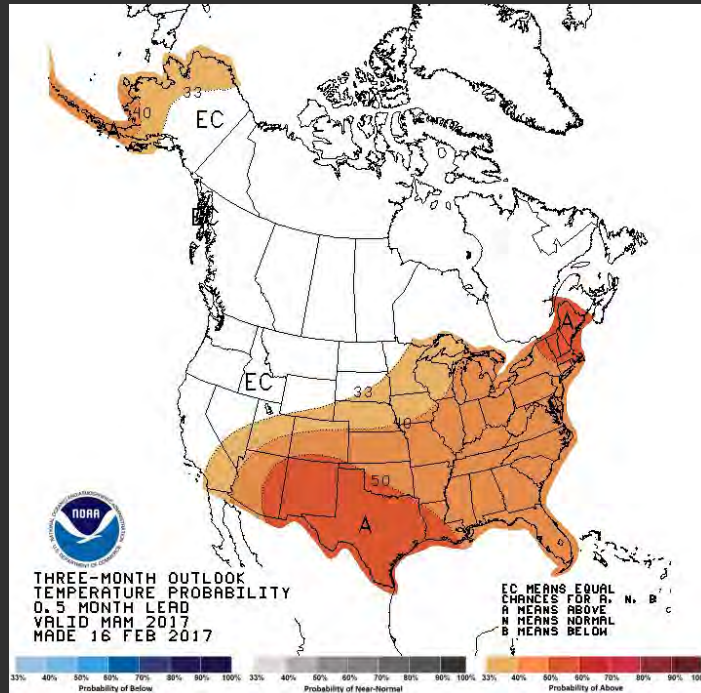 33
40
A
EC
EC
EC
33
40
50
A
A
NOAA
THREE-MONTH OUTLOOK
TEMPERATURE PROBABILITY
0.5 MONTH LEAD
VALID MAM 2017
MADE 16 FEB 2017
EC MEANS EQUAL
CHANCES FOR A, N, B
A MEANS ABOVE
N MEANS NORMAL
B MEANS BELOW
33% 40% 50% 60% 70% 80% 90% 100%
Probability of Below
33% 40% 50% 60% 70% 80% 90% 100%
Probability of Near-Normal
33% 40% 50% 60% 70% 80% 90% 100%
Probability of Above